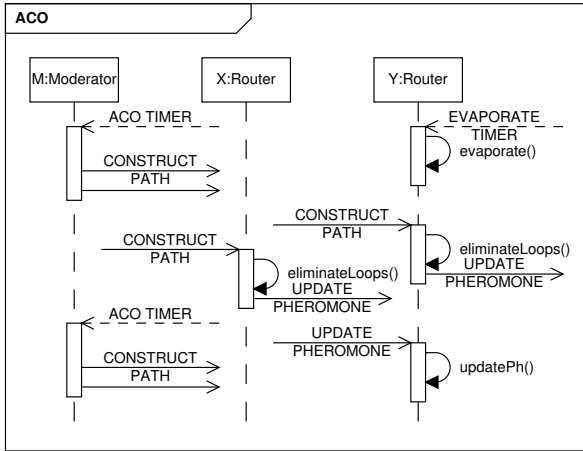 ACO
M:Moderator X:Router Y:Router
ACO TIMER EVAPORATE
TIMER
evaporate()
CONSTRUCT
PATH
CONSTRUCT
PATH
CONSTRUCT
PATH
eliminateLoops()
UPDATE
PHEROMONE
eliminateLoops()
UPDATE
PHEROMONE
ACO TIMER
UPDATE
PHEROMONE
CONSTRUCT
PATH
updatePh()